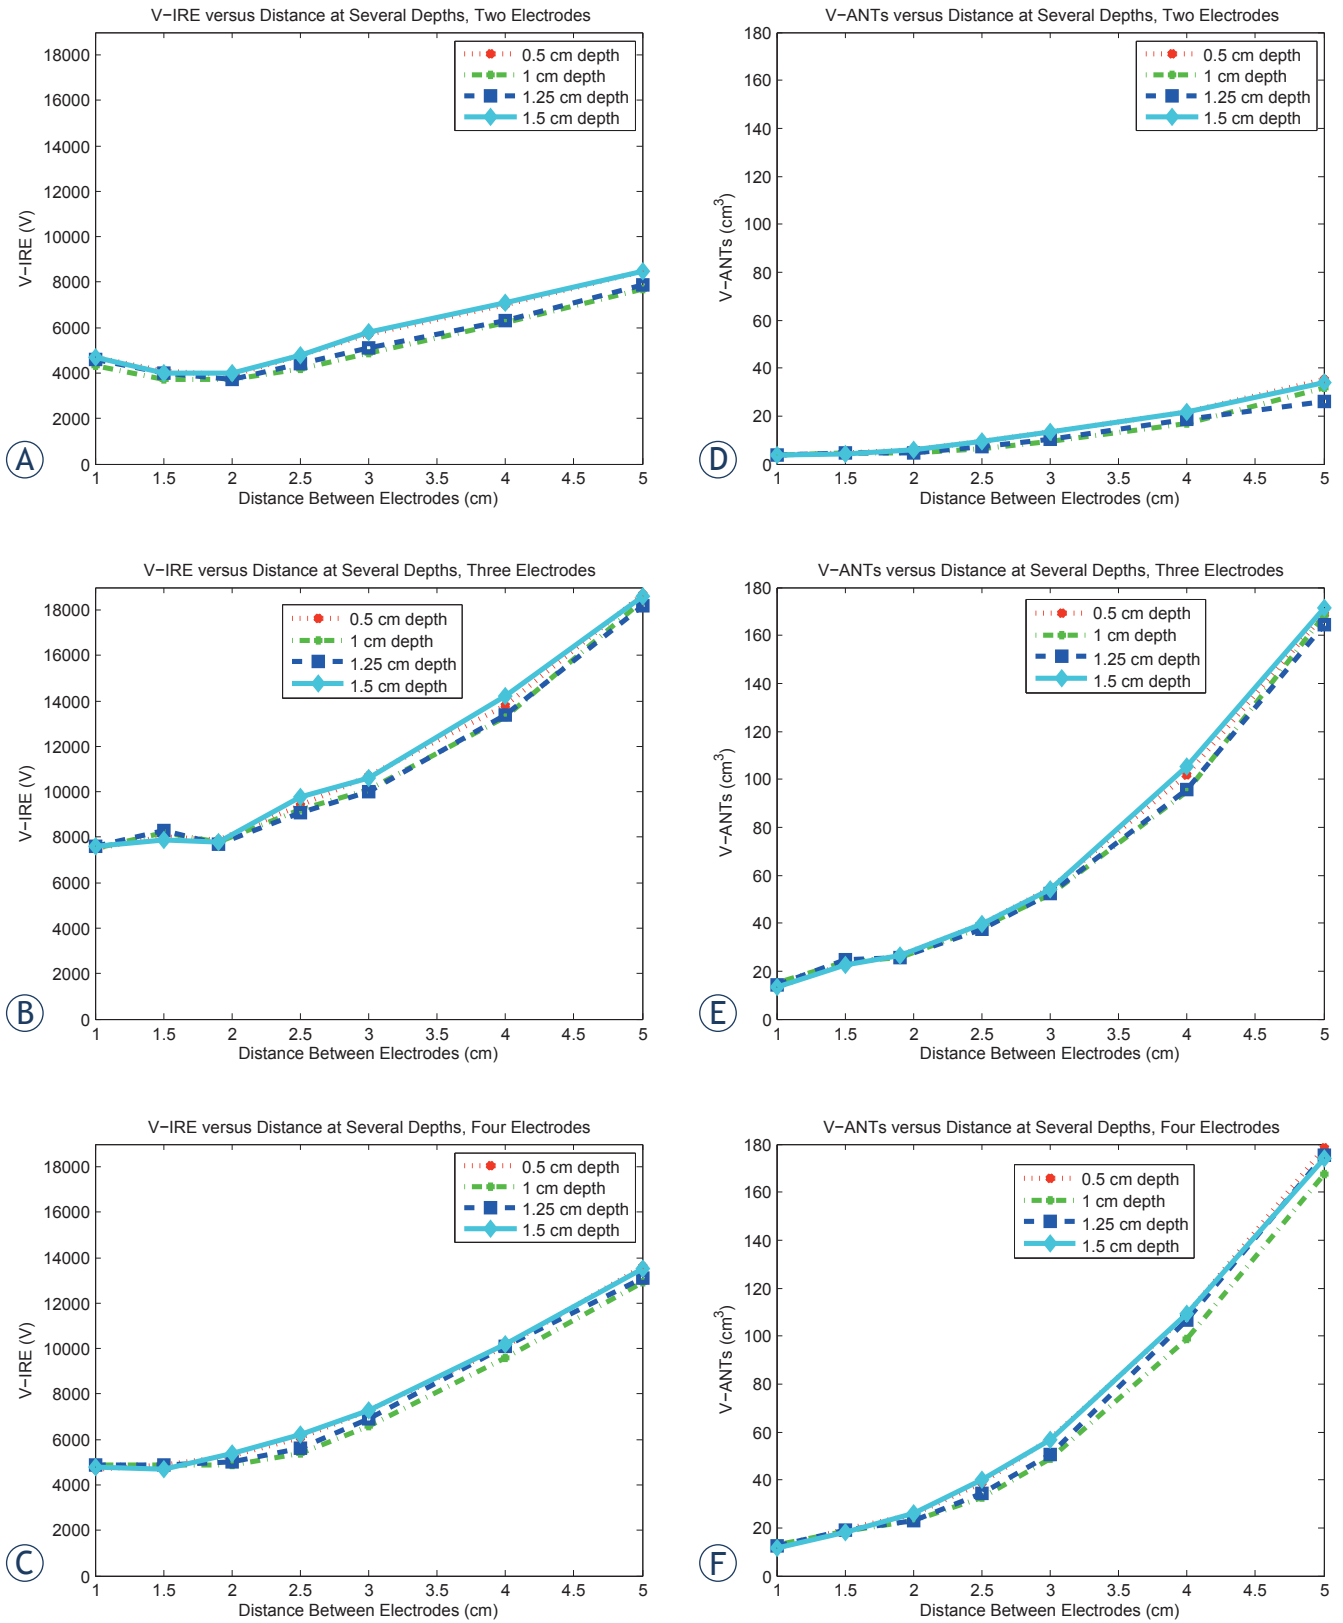 V−IRE versus Distance at Several Depths, Two Electrodes
18000
16000
14000
12000
10000
8000
6000
4000
2000
0
V−IRE (V)
0.5 cm depth
1 cm depth
1.25 cm depth
1.5 cm depth
1 1.5 2 2.5 3 3.5 4 4.5 5
Distance Between Electrodes (cm)
A
V−ANTs versus Distance at Several Depths, Two Electrodes
180
160
140
120
100
80
60
40
20
0
V−ANTs (cm³)
0.5 cm depth
1 cm depth
1.25 cm depth
1.5 cm depth
1 1.5 2 2.5 3 3.5 4 4.5 5
Distance Between Electrodes (cm)
D
V−IRE versus Distance at Several Depths, Three Electrodes
18000
16000
14000
12000
10000
8000
6000
4000
2000
0
V−IRE (V)
0.5 cm depth
1 cm depth
1.25 cm depth
1.5 cm depth
1 1.5 2 2.5 3 3.5 4 4.5 5
Distance Between Electrodes (cm)
B
V−ANTs versus Distance at Several Depths, Three Electrodes
180
160
140
120
100
80
60
40
20
0
V−ANTs (cm³)
0.5 cm depth
1 cm depth
1.25 cm depth
1.5 cm depth
1 1.5 2 2.5 3 3.5 4 4.5 5
Distance Between Electrodes (cm)
E
V−IRE versus Distance at Several Depths, Four Electrodes
18000
16000
14000
12000
10000
8000
6000
4000
2000
0
V−IRE (V)
0.5 cm depth
1 cm depth
1.25 cm depth
1.5 cm depth
1 1.5 2 2.5 3 3.5 4 4.5 5
Distance Between Electrodes (cm)
C
V−ANTs versus Distance at Several Depths, Four Electrodes
180
160
140
120
100
80
60
40
20
0
V−ANTs (cm³)
0.5 cm depth
1 cm depth
1.25 cm depth
1.5 cm depth
1 1.5 2 2.5 3 3.5 4 4.5 5
Distance Between Electrodes (cm)
F